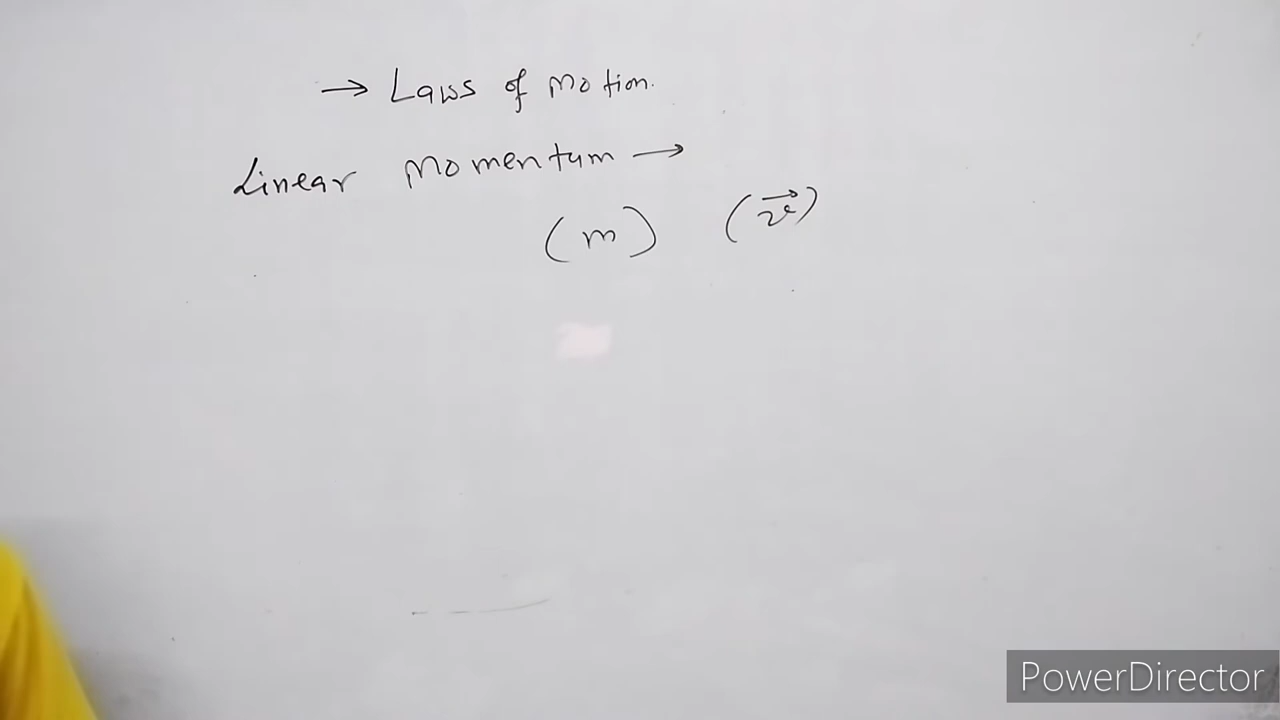 → Laws of Motion.
Linear Momentum →
(m) (v⃗)
PowerDirector